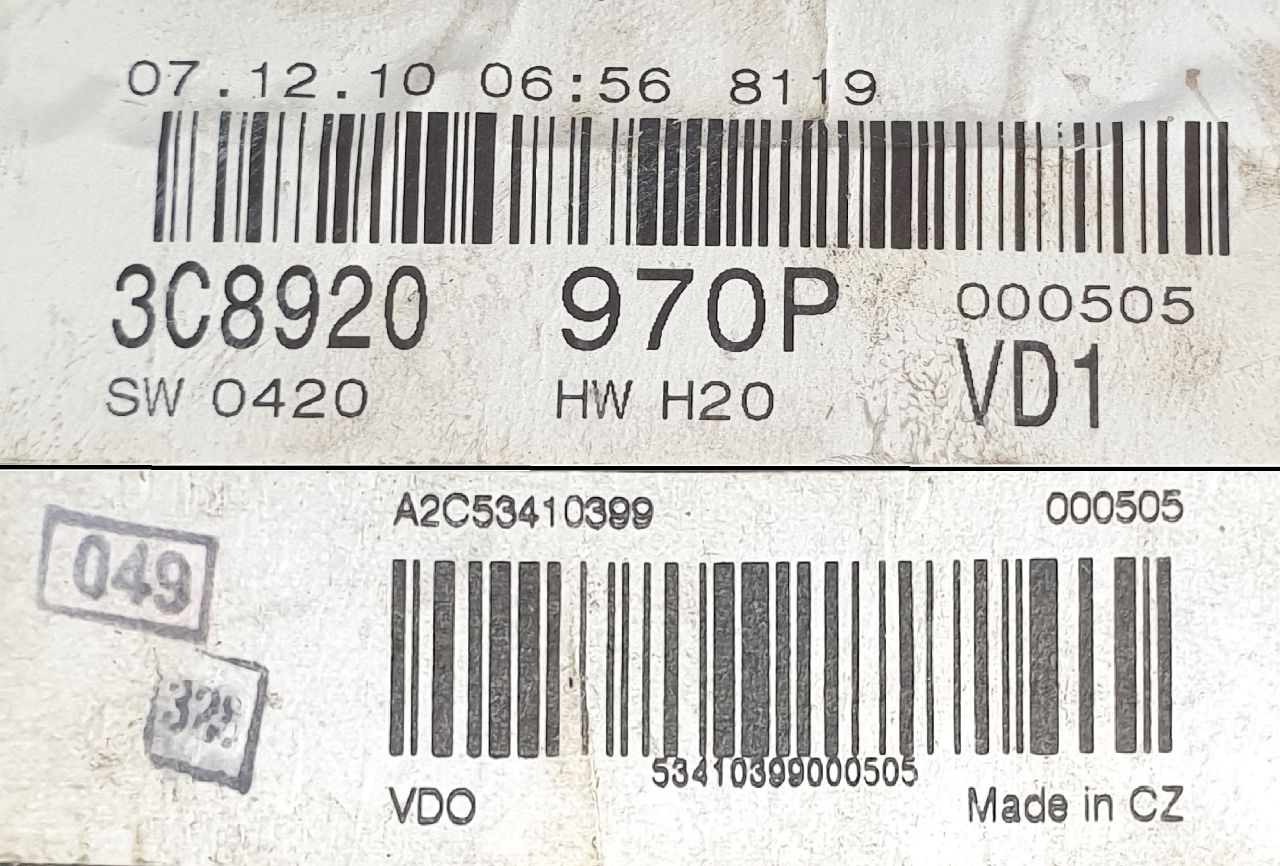 07.12.10 06:56 8119
3C8920 970P 000505
SW 0420 HW H20 VD1
A2C53410399 000505
049
53410399000505
VDO Made in CZ